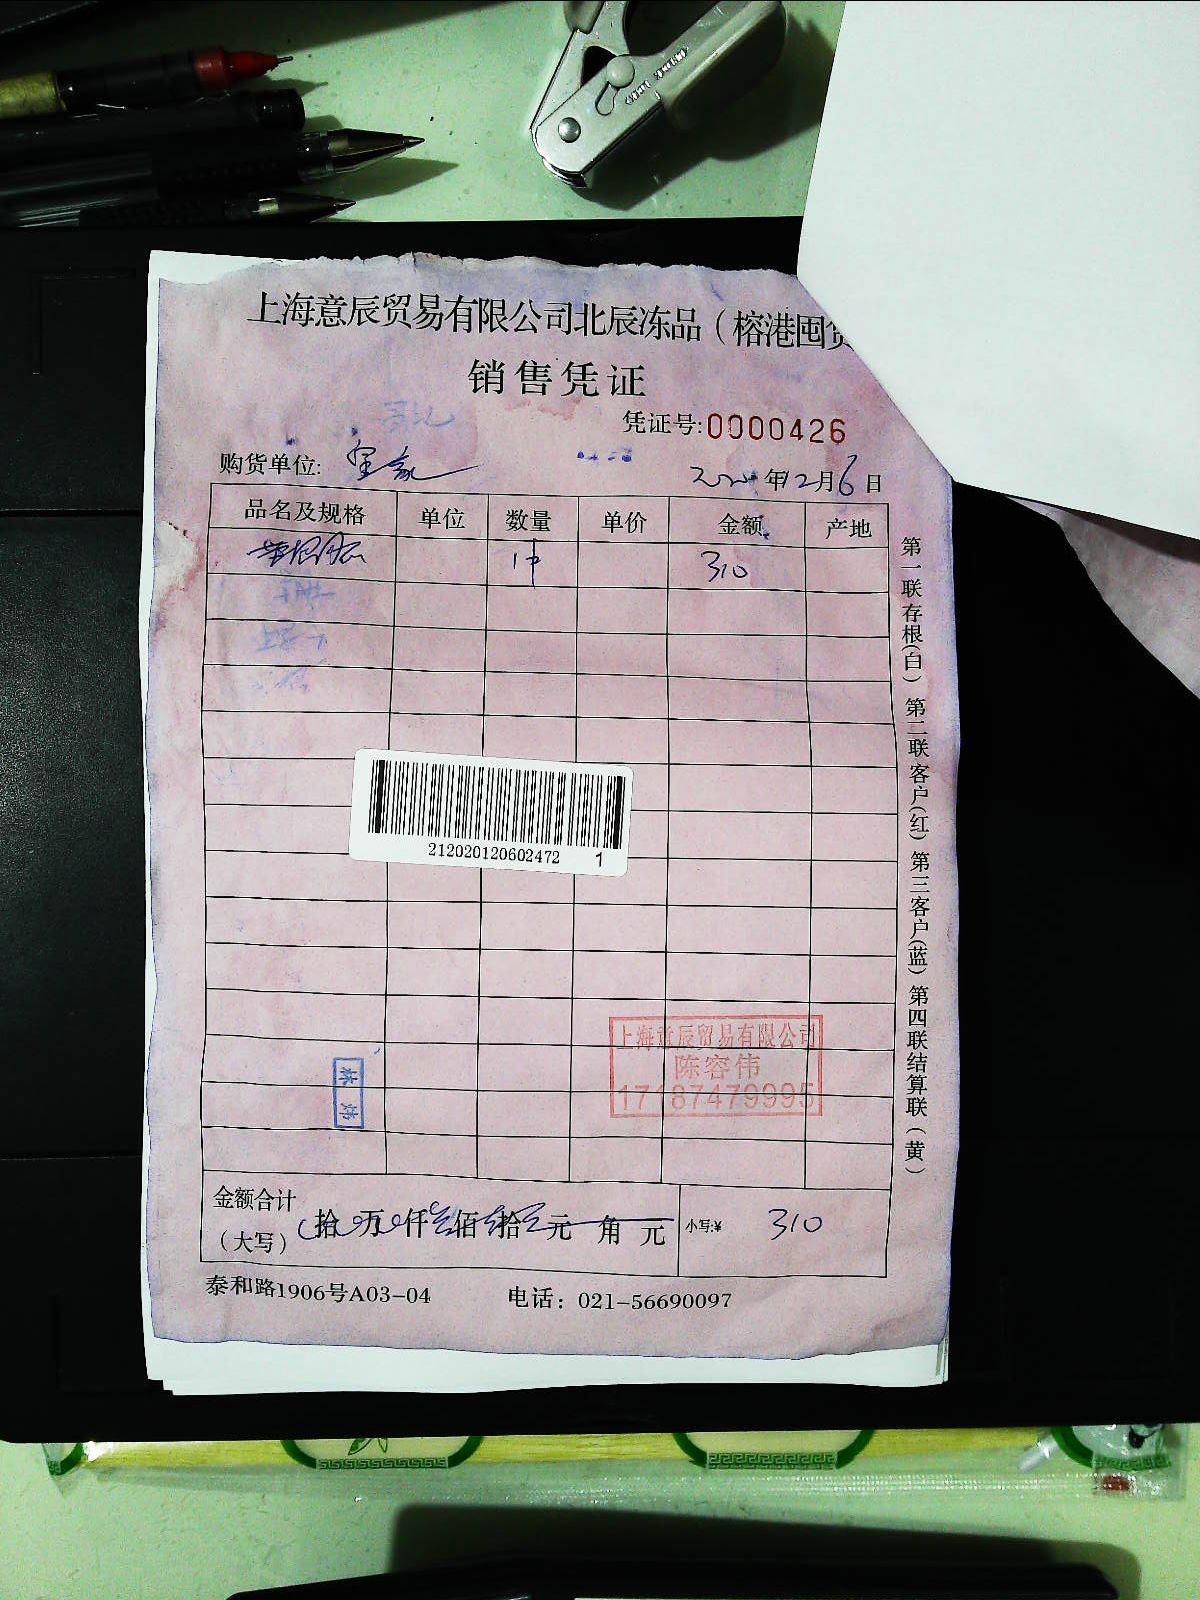 上海意辰贸易有限公司北辰冻品（榕港囤货
销售凭证
凭证号:0000426
购货单位:
年12月6日
品名及规格 单位 数量 单价 金额 产地
1件 310
第一联存根(白) 第二联客户(红) 第三客户(蓝) 第四联结算联(黄)
212020120602472 1
上海意辰贸易有限公司
陈容伟
17187479995
金额合计
（大写） 拾 万 仟 佰 拾 元 角 元 小写:¥ 310
泰和路1906号A03-04 电话：021-56690097